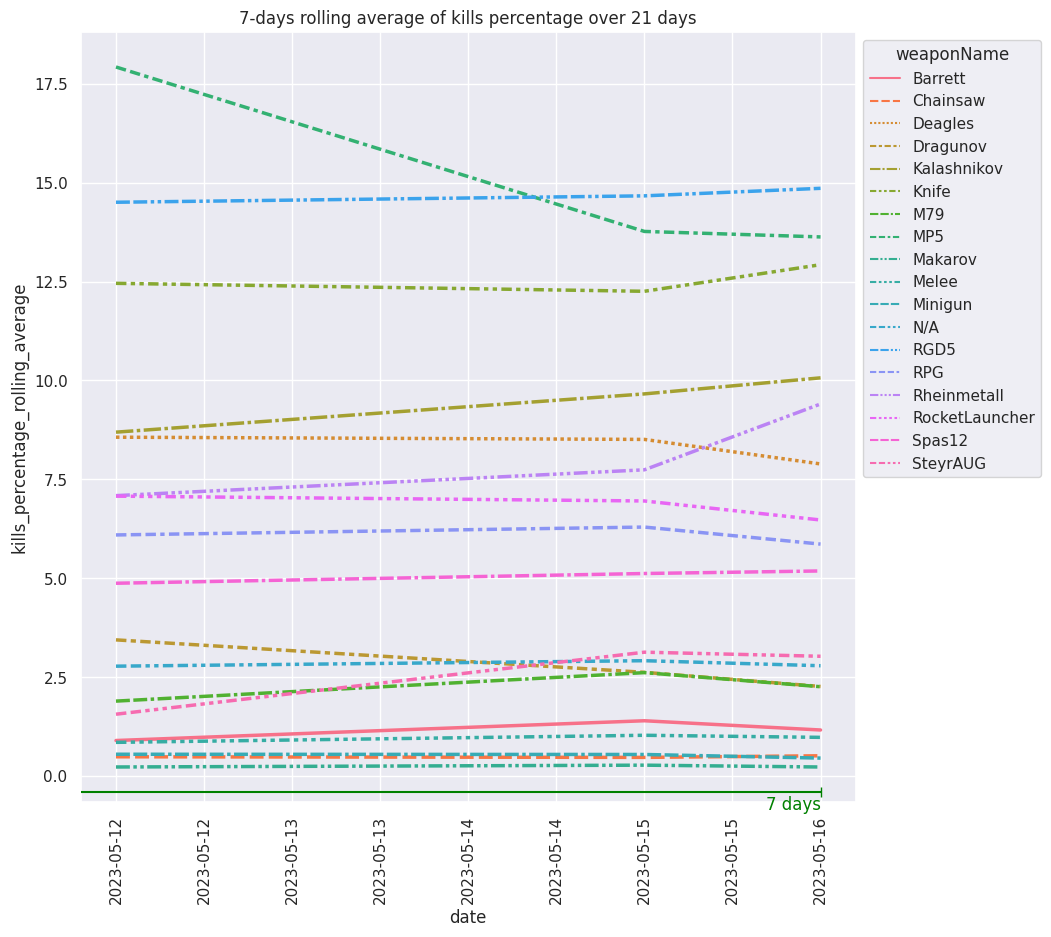 7-days rolling average of kills percentage over 21 days
kills_percentage_rolling_average
17.5
15.0
12.5
10.0
7.5
5.0
2.5
0.0
7 days
2023-05-12
2023-05-12
2023-05-13
2023-05-13
2023-05-14
2023-05-14
2023-05-15
2023-05-15
2023-05-16
date
weaponName
Barrett
Chainsaw
Deagles
Dragunov
Kalashnikov
Knife
M79
MP5
Makarov
Melee
Minigun
N/A
RGD5
RPG
Rheinmetall
RocketLauncher
Spas12
SteyrAUG